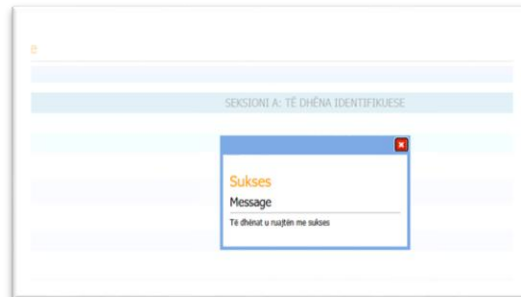 e
SEKSIONI A: TË DHËNA IDENTIFIKUESE
Sukses
Message
Të dhënat u ruajtën me sukses